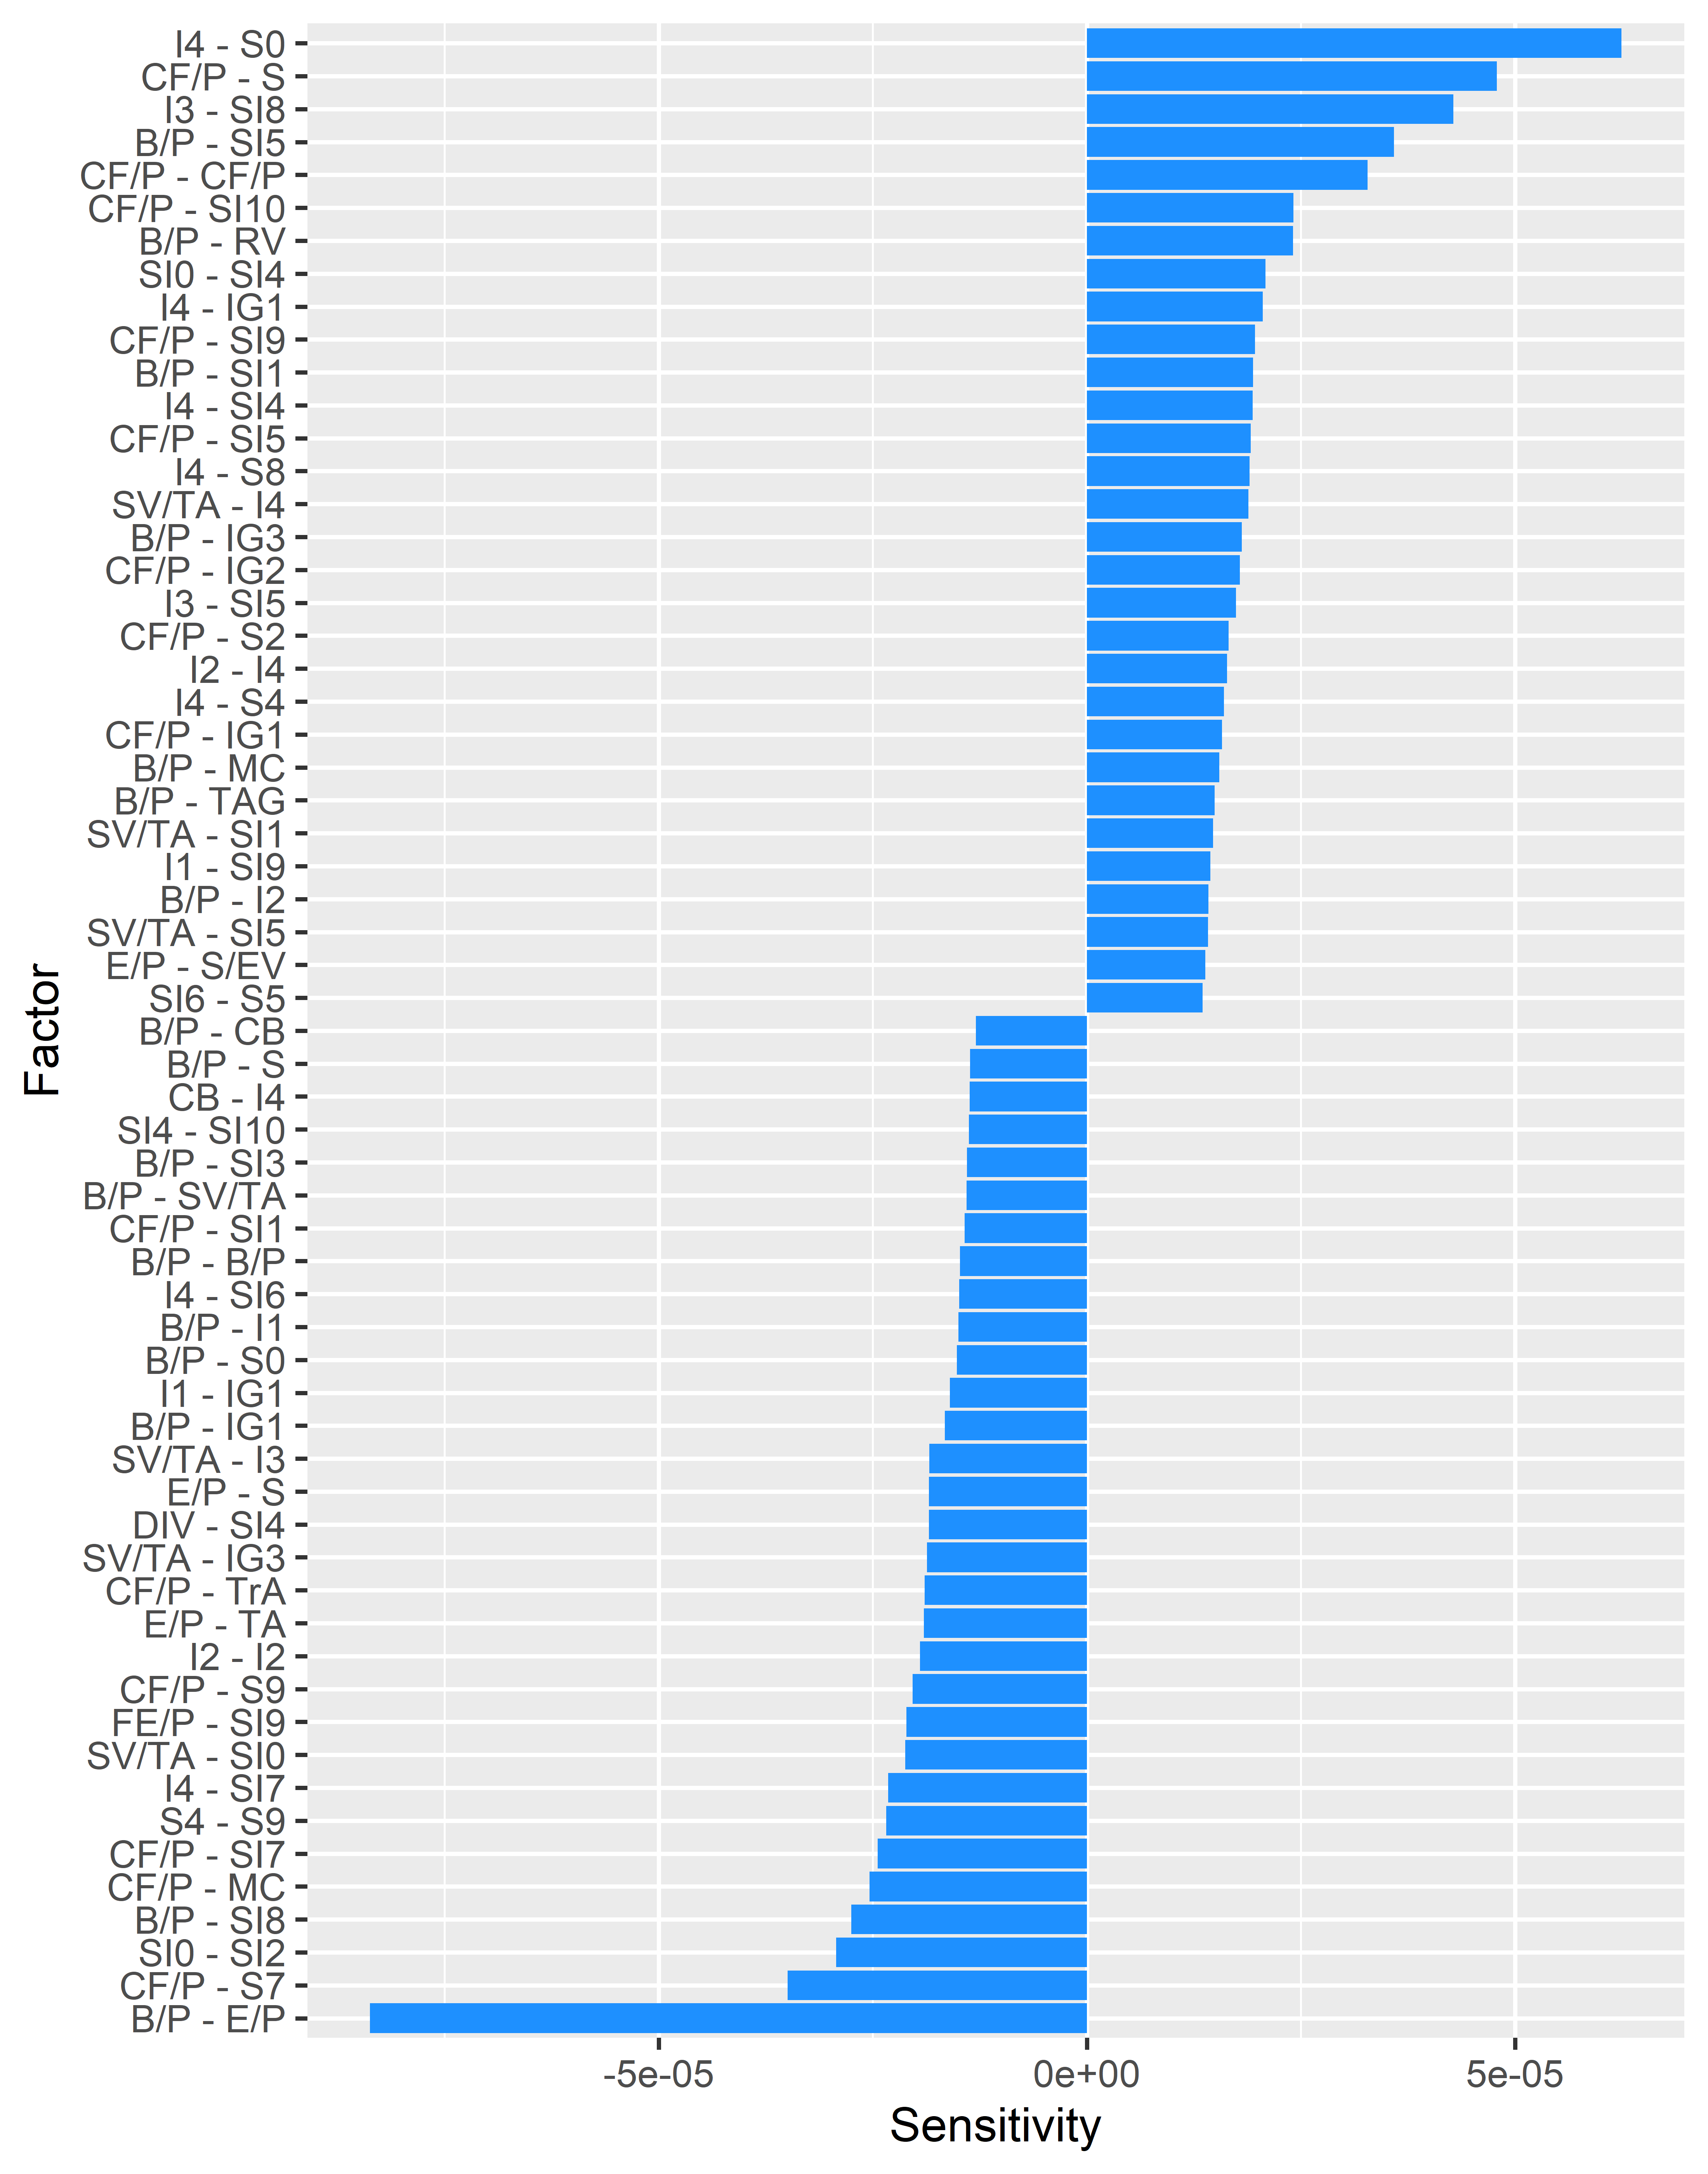 I4 - S0
CF/P - S
I3 - SI8
B/P - SI5
CF/P - CF/P
CF/P - SI10
B/P - RV
SI0 - SI4
I4 - IG1
CF/P - SI9
B/P - SI1
I4 - SI4
CF/P - SI5
I4 - S8
SV/TA - I4
B/P - IG3
CF/P - IG2
I3 - SI5
CF/P - S2
I2 - I4
I4 - S4
CF/P - IG1
B/P - MC
B/P - TAG
SV/TA - SI1
I1 - SI9
B/P - I2
SV/TA - SI5
E/P - S/EV
SI6 - S5
B/P - CB
B/P - S
CB - I4
SI4 - SI10
B/P - SI3
B/P - SV/TA
CF/P - SI1
B/P - B/P
I4 - SI6
B/P - I1
B/P - S0
I1 - IG1
B/P - IG1
SV/TA - I3
E/P - S
DIV - SI4
SV/TA - IG3
CF/P - TrA
E/P - TA
I2 - I2
CF/P - S9
FE/P - SI9
SV/TA - SI0
I4 - SI7
S4 - S9
CF/P - SI7
CF/P - MC
B/P - SI8
SI0 - SI2
CF/P - S7
B/P - E/P
Factor
-5e-05 0e+00 5e-05
Sensitivity